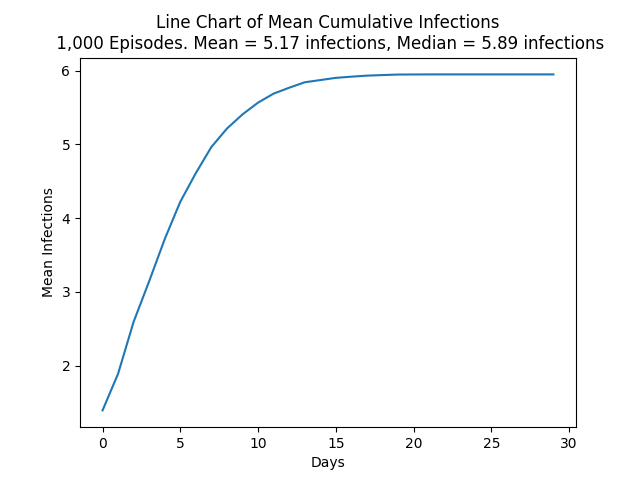 Line Chart of Mean Cumulative Infections
1,000 Episodes. Mean = 5.17 infections, Median = 5.89 infections
6
5
4
3
2
Mean Infections
0 5 10 15 20 25 30
Days